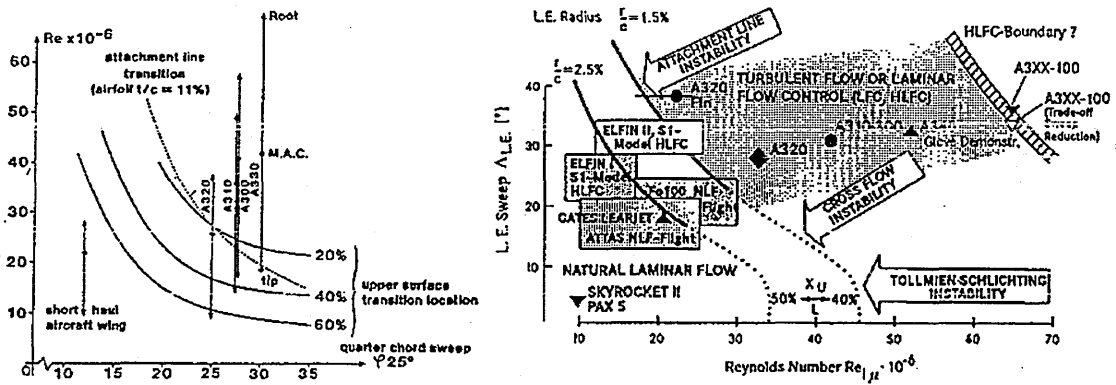 Re x10⁻⁶
60
50
40
30
20
10
0
attachment line
transition
(airfoil t/c = 11%)
Root
M.A.C.
A320
A310
A300
A330
tip
short haul
aircraft wing
20%
40%
60%
upper surface
transition location
quarter chord sweep
φ25°
0
10
15
20
25
30
35
L.E. Radius
r/c = 1.5%
r/c = 2.5%
ATTACHMENT LINE
INSTABILITY
HLFC-Boundary ?
A3XX-100
A3XX-100
(Trade-off
Reduction)
TURBULENT FLOW OR LAMINAR
FLOW CONTROL (LFC, HLFC)
A320
Fin
ELFIN II, S1-
Model HLFC
ELFIN I
S1-Model
HLFC
A320
Glove Demonstr.
Fo100 NLF-
Flight
GATES LEARJET
ATTAS NLF-Flight
CROSS FLOW
INSTABILITY
NATURAL LAMINAR FLOW
SKYROCKET II
PAX 5
50%
X U
L
40%
TOLLMIEN-SCHLICHTING
INSTABILITY
L.E. Sweep Λ L.E. [°]
40
30
20
10
0
10
20
30
40
50
60
70
Reynolds Number Re